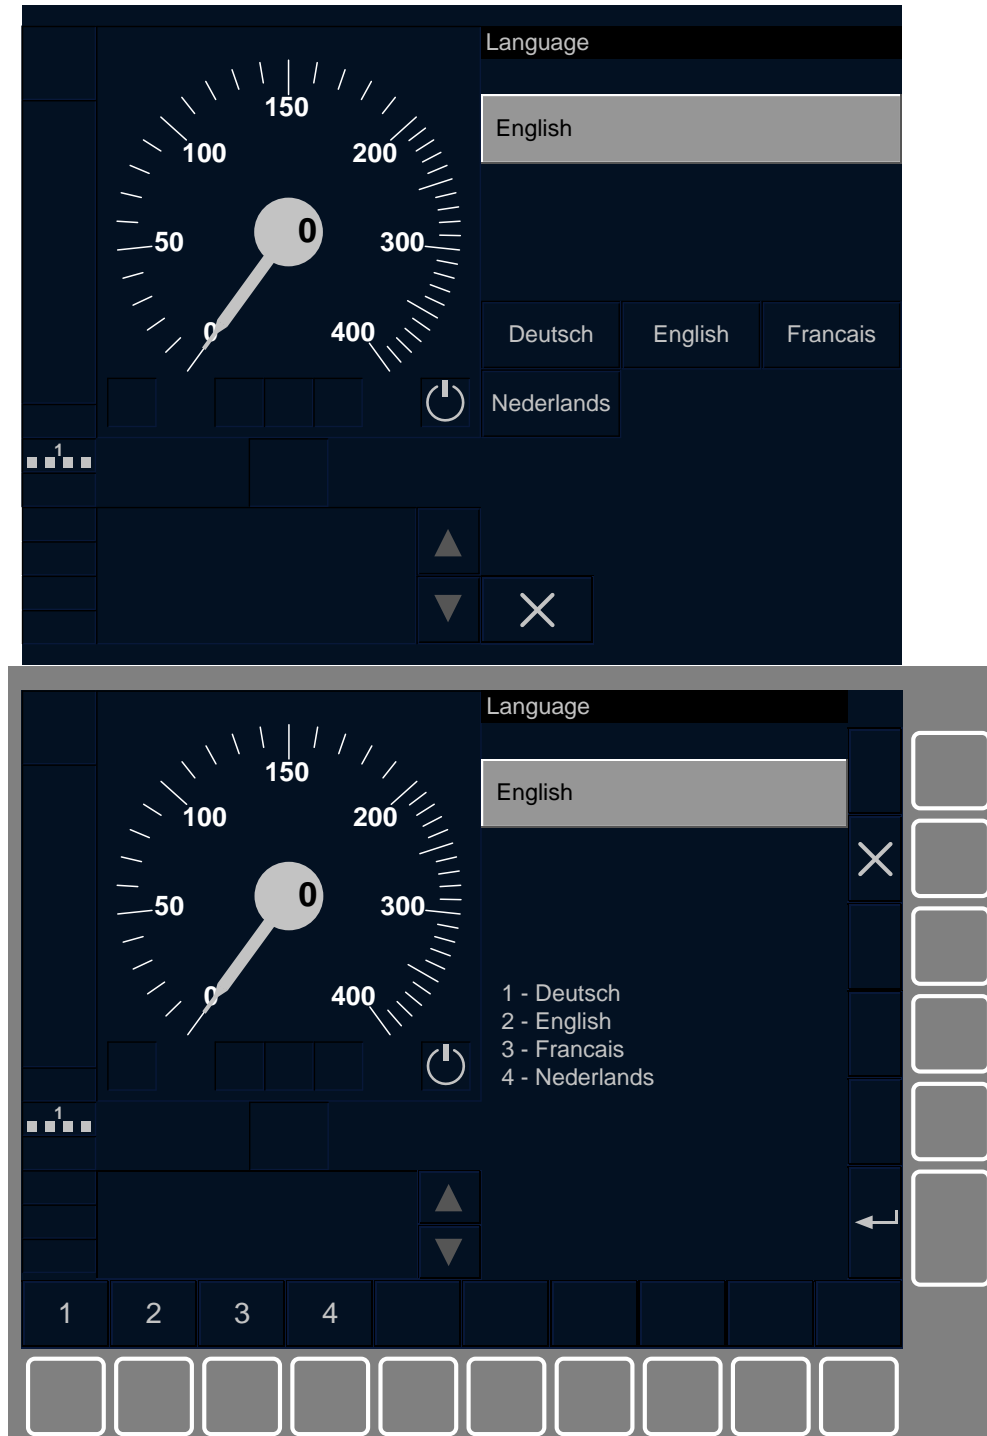 Language
150
English
100 200
0
50 300
Deutsch English Francais
0 400
Nederlands
1
Language
150
English
100 200
0
50 300
0 400
1 - Deutsch
2 - English
3 - Francais
4 - Nederlands
1
1 2 3 4